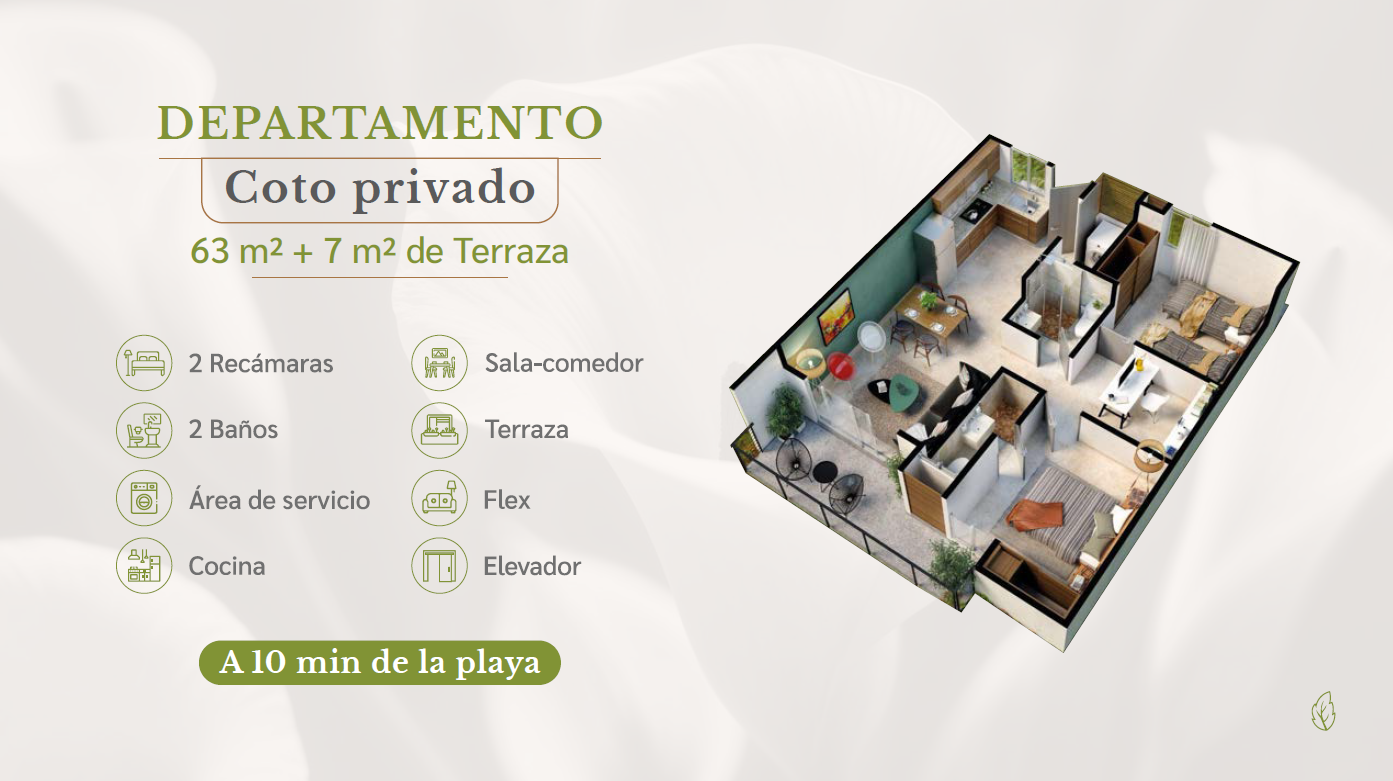 DEPARTAMENTO
Coto privado
63 m² + 7 m² de Terraza
2 Recámaras
2 Baños
Área de servicio
Cocina
Sala-comedor
Terraza
Flex
Elevador
A 10 min de la playa